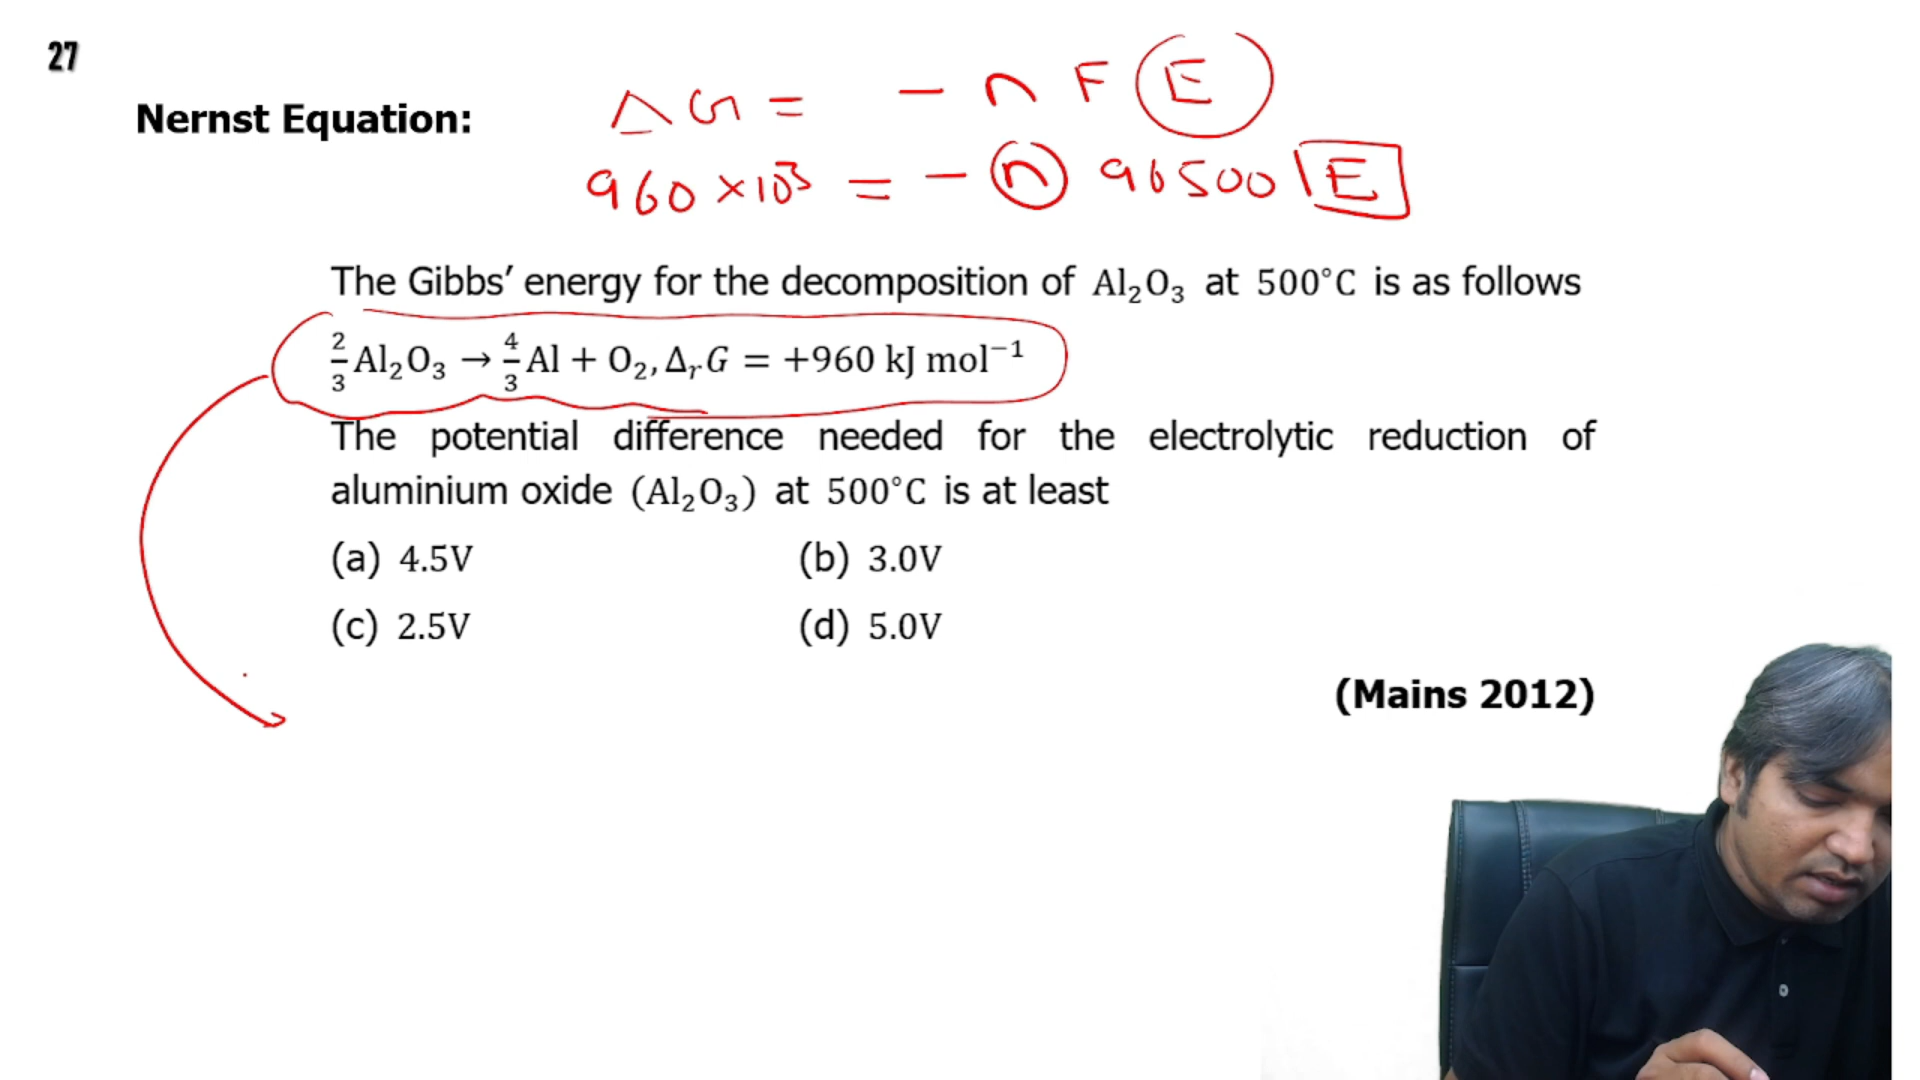 27
Nernst Equation:
ΔG = - n F E
960 × 10³ = - n 96500 E
The Gibbs’ energy for the decomposition of Al₂O₃ at 500°C is as follows
2/3 Al₂O₃ → 4/3 Al + O₂, ΔᵣG = +960 kJ mol⁻¹
The potential difference needed for the electrolytic reduction of
aluminium oxide (Al₂O₃) at 500°C is at least
(a) 4.5V (b) 3.0V
(c) 2.5V (d) 5.0V
(Mains 2012)